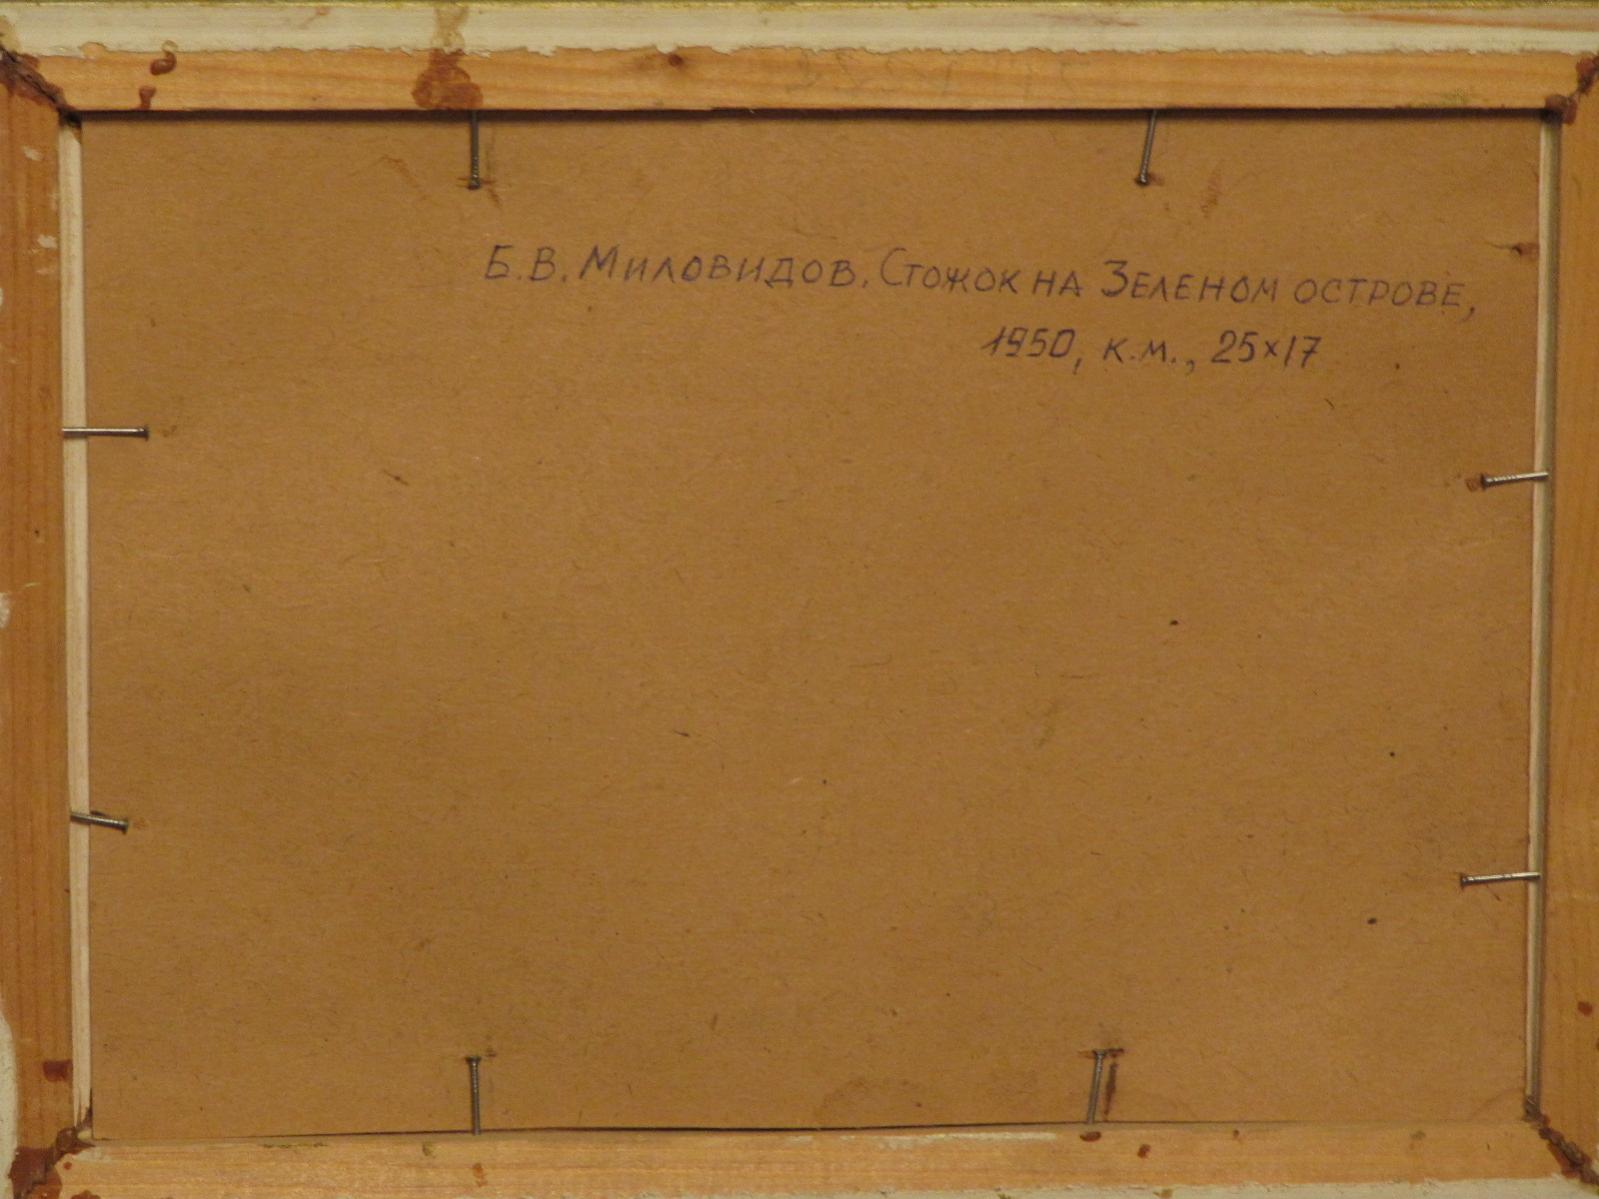 Б.В. Миловидов. Стожок на Зеленом острове,
1950, к.м., 25×17